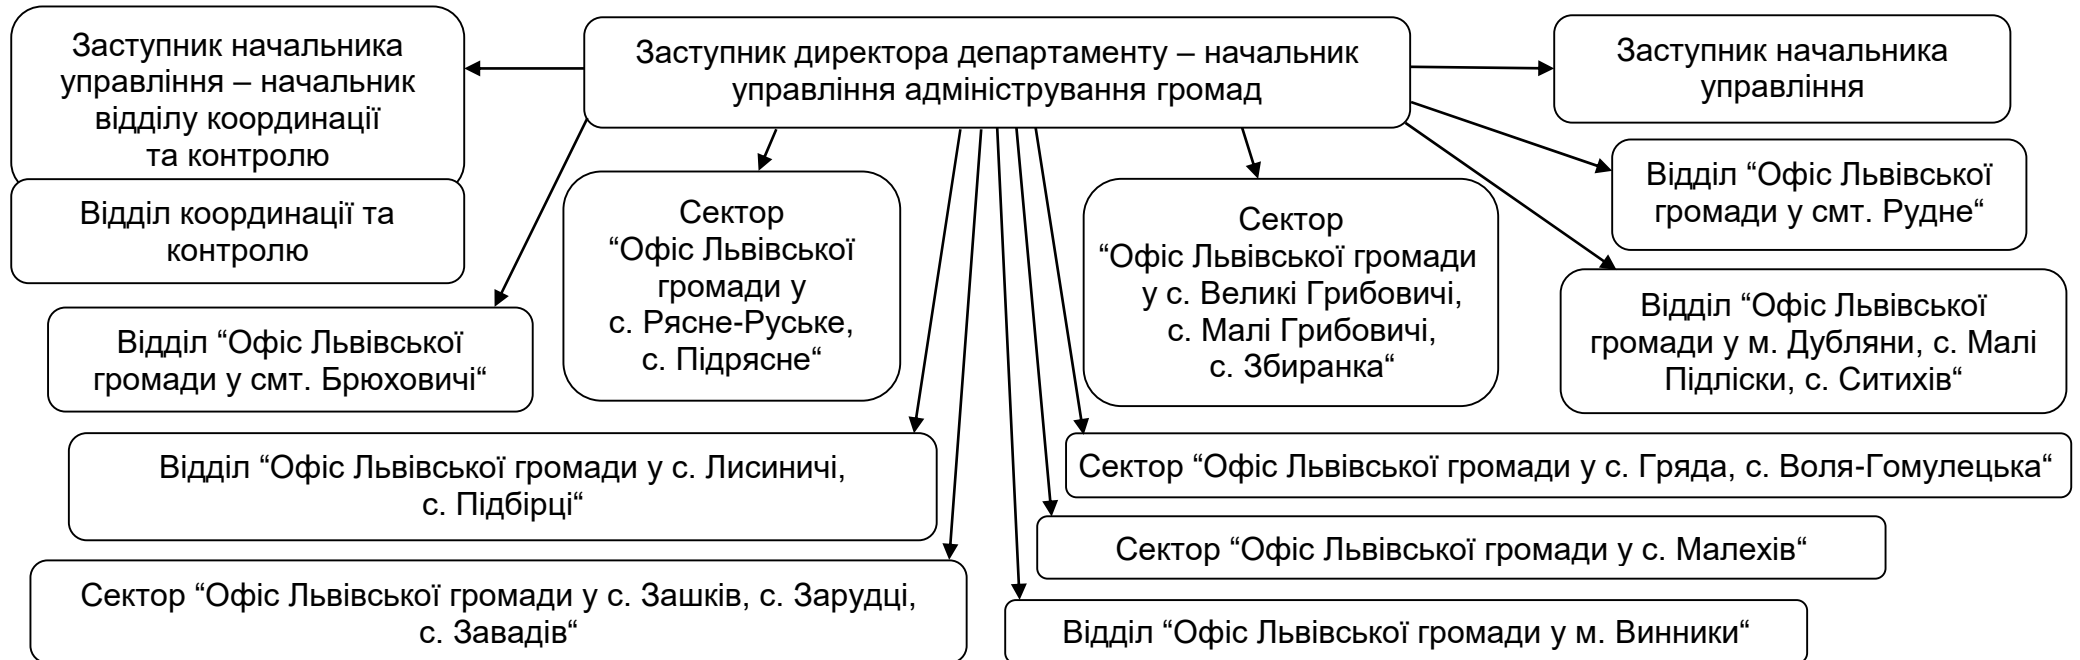 Заступник начальника
управління – начальник
відділу координації
та контролю
Заступник директора департаменту – начальник
управління адміністрування громад
Заступник начальника
управління
Відділ координації та
контролю
Відділ “Офіс Львівської
громади у смт. Рудне“
Сектор
“Офіс Львівської
громади у
с. Рясне-Руське,
с. Підрясне“
Сектор
“Офіс Львівської громади
у с. Великі Грибовичі,
с. Малі Грибовичі,
с. Збиранка“
Відділ “Офіс Львівської
громади у смт. Брюховичі“
Відділ “Офіс Львівської
громади у м. Дубляни, с. Малі
Підліски, с. Ситихів“
Відділ “Офіс Львівської громади у с. Лисиничі,
с. Підбірці“
Сектор “Офіс Львівської громади у с. Гряда, с. Воля-Гомулецька“
Сектор “Офіс Львівської громади у с. Малехів“
Сектор “Офіс Львівської громади у с. Зашків, с. Зарудці,
с. Завадів“
Відділ “Офіс Львівської громади у м. Винники“